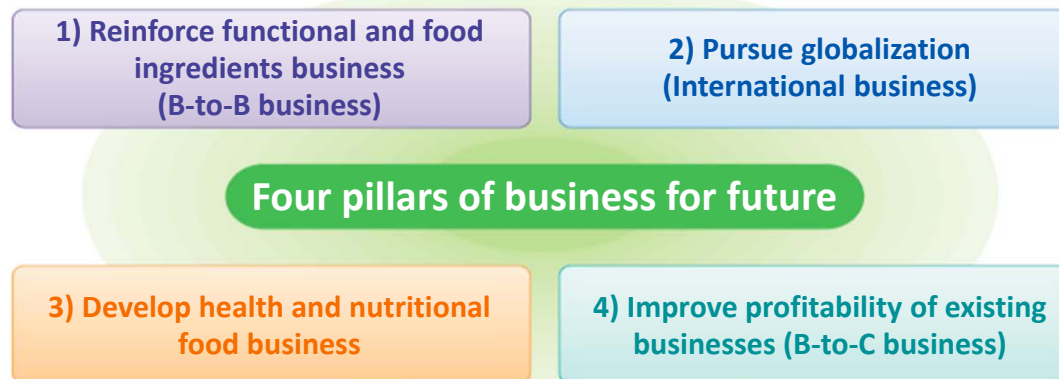 1) Reinforce functional and food
ingredients business
(B-to-B business)
2) Pursue globalization
(International business)
Four pillars of business for future
3) Develop health and nutritional
food business
4) Improve profitability of existing
businesses (B-to-C business)